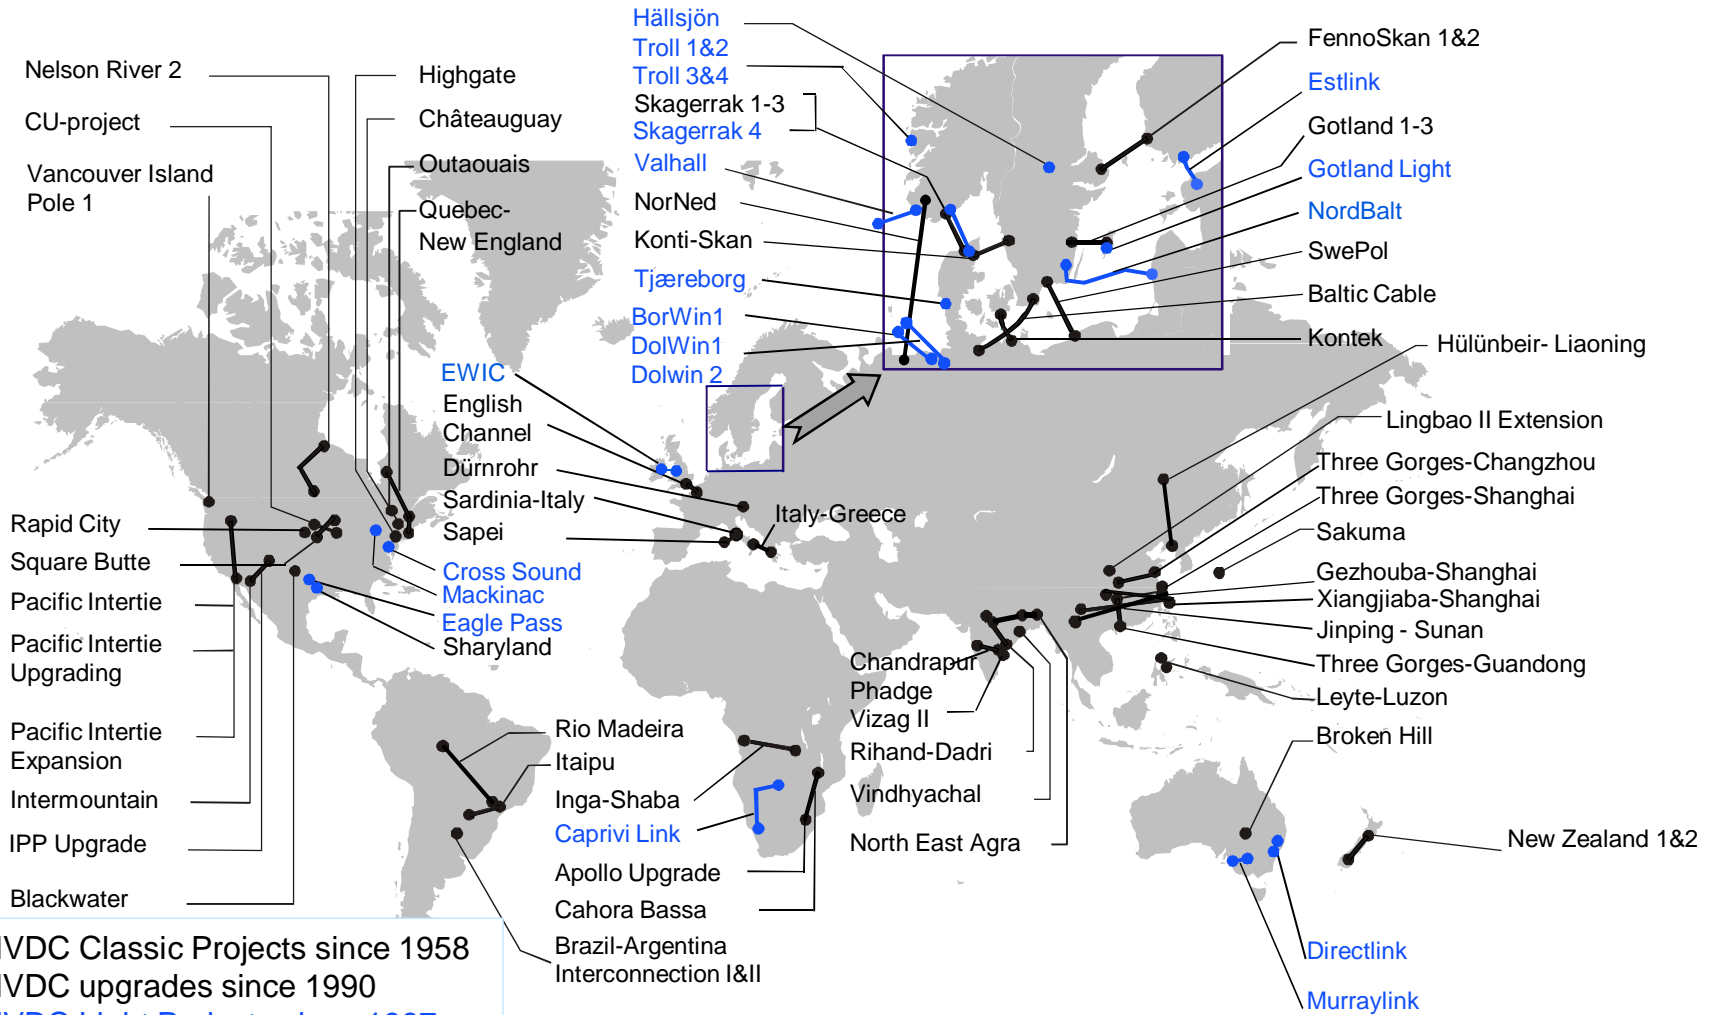 Nelson River 2
CU-project
Vancouver Island
Pole 1
Rapid City
Square Butte
Pacific Intertie
Pacific Intertie
Upgrading
Pacific Intertie
Expansion
Intermountain
IPP Upgrade
Blackwater
Highgate
Châteauguay
Outaouais
Quebec-
New England
EWIC
English
Channel
Dürnrohr
Sardinia-Italy
Sapei
Italy-Greece
Cross Sound
Mackinac
Eagle Pass
Sharyland
Rio Madeira
Itaipu
Inga-Shaba
Caprivi Link
Apollo Upgrade
Cahora Bassa
Brazil-Argentina
Interconnection I&II
Hällsjön
Troll 1&2
Troll 3&4
Skagerrak 1-3
Skagerrak 4
Valhall
NorNed
Konti-Skan
Tjæreborg
BorWin1
DolWin1
Dolwin 2
FennoSkan 1&2
Estlink
Gotland 1-3
Gotland Light
NordBalt
SwePol
Baltic Cable
Kontek
Hülünbeir- Liaoning
Lingbao II Extension
Three Gorges-Changzhou
Three Gorges-Shanghai
Sakuma
Gezhouba-Shanghai
Xiangjiaba-Shanghai
Jinping - Sunan
Three Gorges-Guandong
Leyte-Luzon
Broken Hill
Chandrapur
Phadge
Vizag II
Rihand-Dadri
Vindhyachal
North East Agra
New Zealand 1&2
Directlink
Murraylink
VDC Classic Projects since 1958
VDC upgrades since 1990